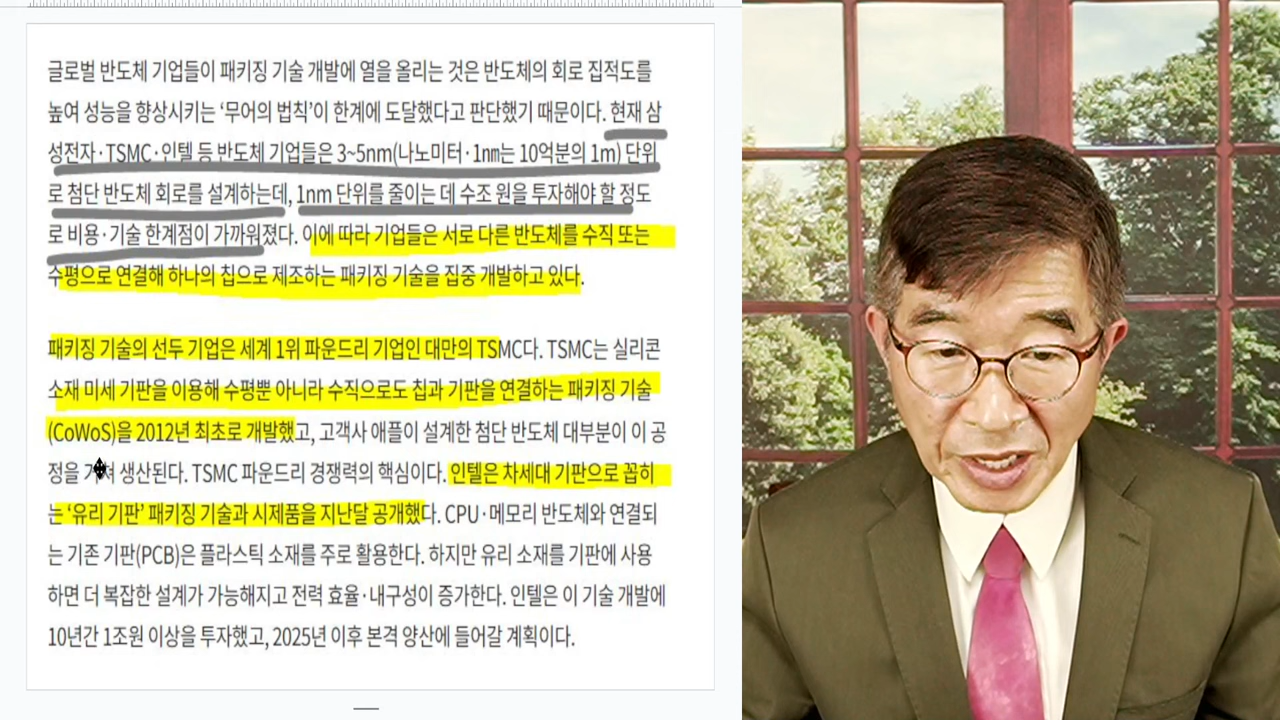 글로벌 반도체 기업들이 패키징 기술 개발에 열을 올리는 것은 반도체의 회로 집적도를
높여 성능을 향상시키는 ‘무어의 법칙’이 한계에 도달했다고 판단했기 때문이다. 현재 삼
성전자·TSMC·인텔 등 반도체 기업들은 3~5nm(나노미터·1nm는 10억분의 1m) 단위
로 첨단 반도체 회로를 설계하는데, 1nm 단위를 줄이는 데 수조 원을 투자해야 할 정도
로 비용·기술 한계점이 가까워졌다. 이에 따라 기업들은 서로 다른 반도체를 수직 또는
수평으로 연결해 하나의 칩으로 제조하는 패키징 기술을 집중 개발하고 있다.
패키징 기술의 선두 기업은 세계 1위 파운드리 기업인 대만의 TSMC다. TSMC는 실리콘
소재 미세 기판을 이용해 수평뿐 아니라 수직으로도 칩과 기판을 연결하는 패키징 기술
(CoWoS)을 2012년 최초로 개발했고, 고객사 애플이 설계한 첨단 반도체 대부분이 이 공
정을 생산된다. TSMC 파운드리 경쟁력의 핵심이다. 인텔은 차세대 기판으로 꼽히
는 ‘유리 기판’ 패키징 기술과 시제품을 지난달 공개했다. CPU·메모리 반도체와 연결되
는 기존 기판(PCB)은 플라스틱 소재를 주로 활용한다. 하지만 유리 소재를 기판에 사용
하면 더 복잡한 설계가 가능해지고 전력 효율·내구성이 증가한다. 인텔은 이 기술 개발에
10년간 1조원 이상을 투자했고, 2025년 이후 본격 양산에 들어갈 계획이다.